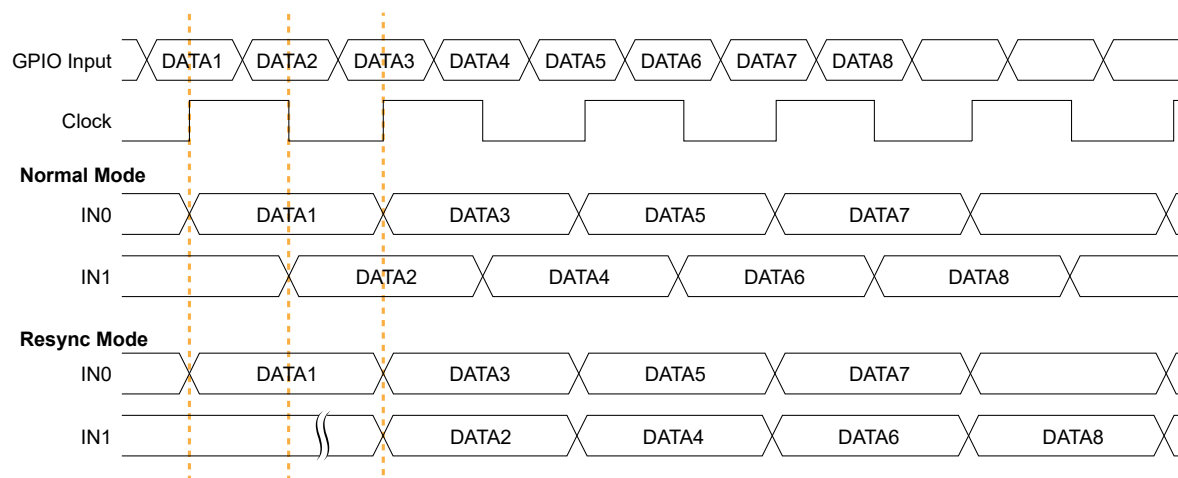 GPIO Input DATA1 DATA2 DATA3 DATA4 DATA5 DATA6 DATA7 DATA8
Clock
Normal Mode
IN0 DATA1 DATA3 DATA5 DATA7
IN1 DATA2 DATA4 DATA6 DATA8
Resync Mode
IN0 DATA1 DATA3 DATA5 DATA7
IN1 DATA2 DATA4 DATA6 DATA8